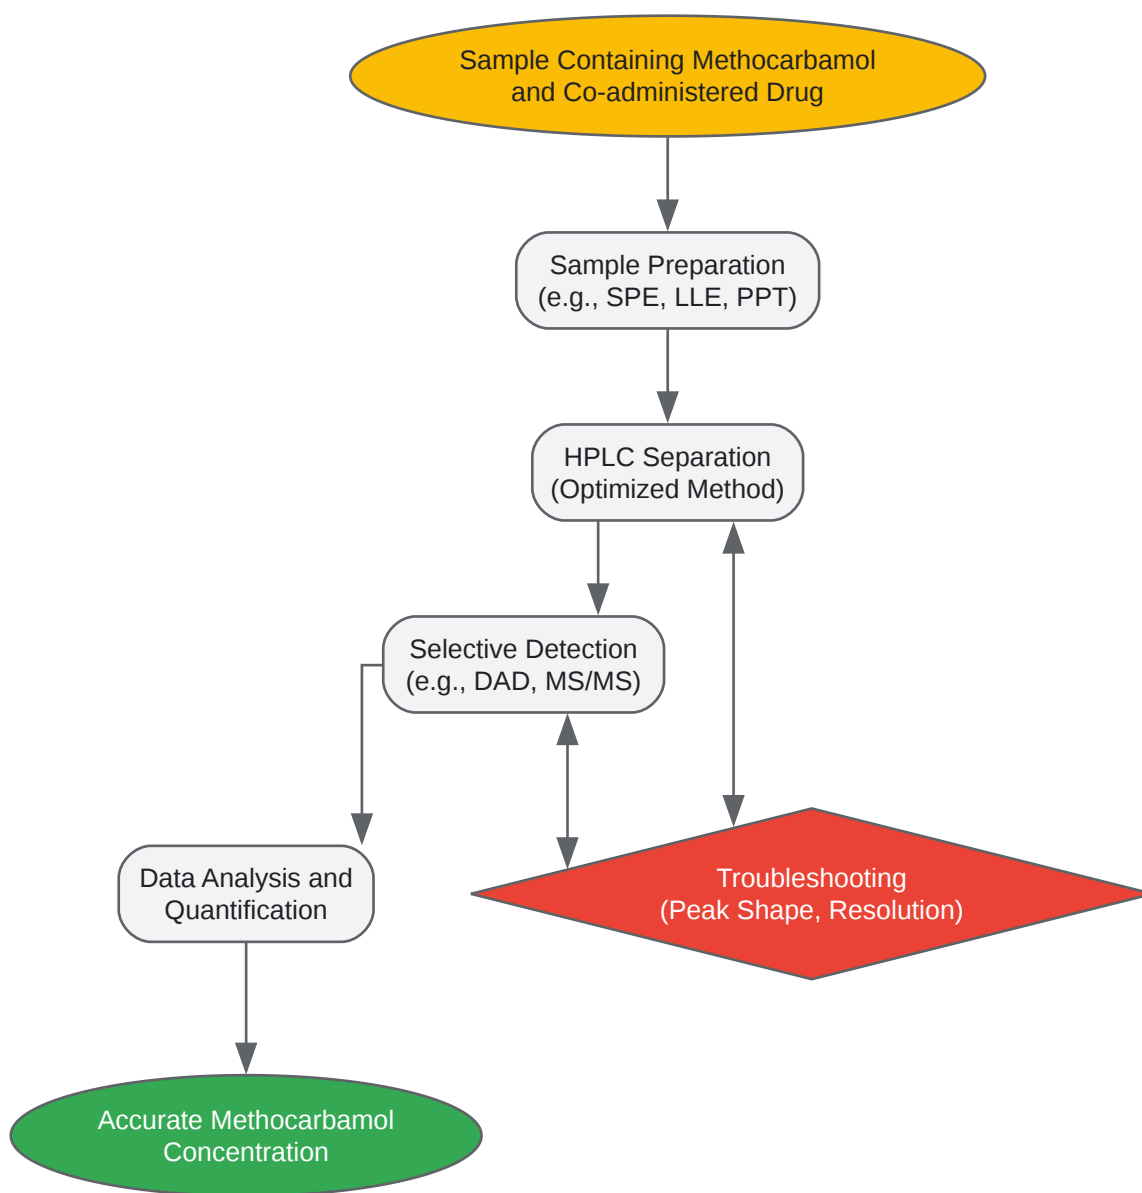 Sample Containing Methocarbamol
and Co-administered Drug
Sample Preparation
(e.g., SPE, LLE, PPT)
HPLC Separation
(Optimized Method)
Selective Detection
(e.g., DAD, MS/MS)
Data Analysis and
Quantification
Troubleshooting
(Peak Shape, Resolution)
Accurate Methocarbamol
Concentration